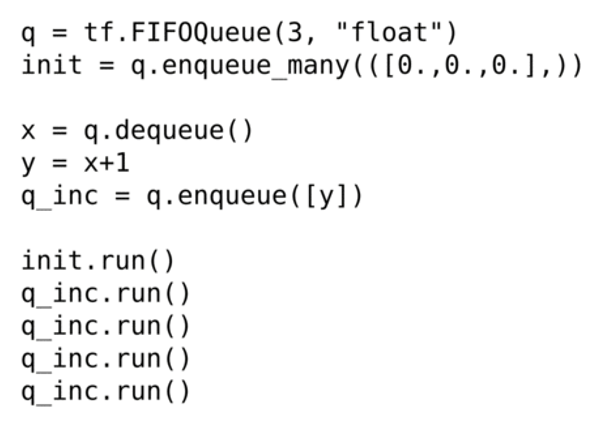 q = tf.FIFOQueue(3, "float")
init = q.enqueue_many(([0.,0.,0.],))
x = q.dequeue()
y = x+1
q_inc = q.enqueue([y])
init.run()
q_inc.run()
q_inc.run()
q_inc.run()
q_inc.run()